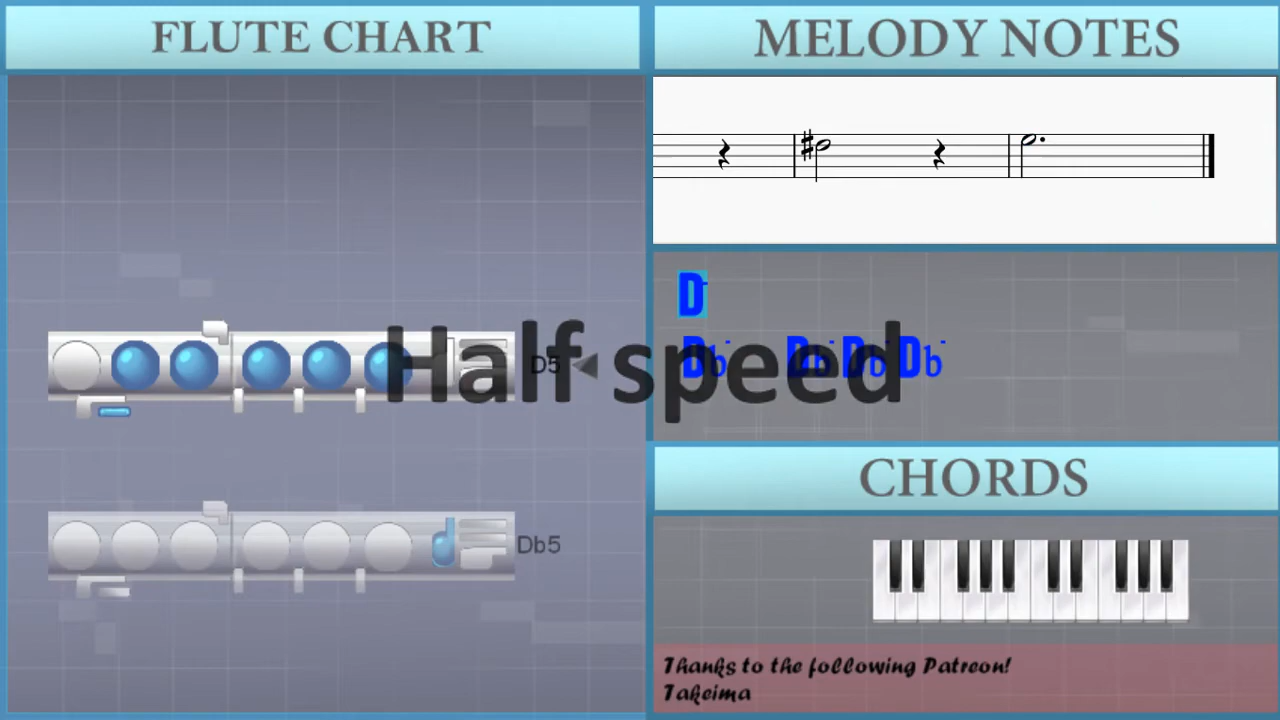 FLUTE CHART
MELODY NOTES
D
Half speed
D5
Db Db Db Db
Db5
CHORDS
Thanks to the following Patreon!
Takeima